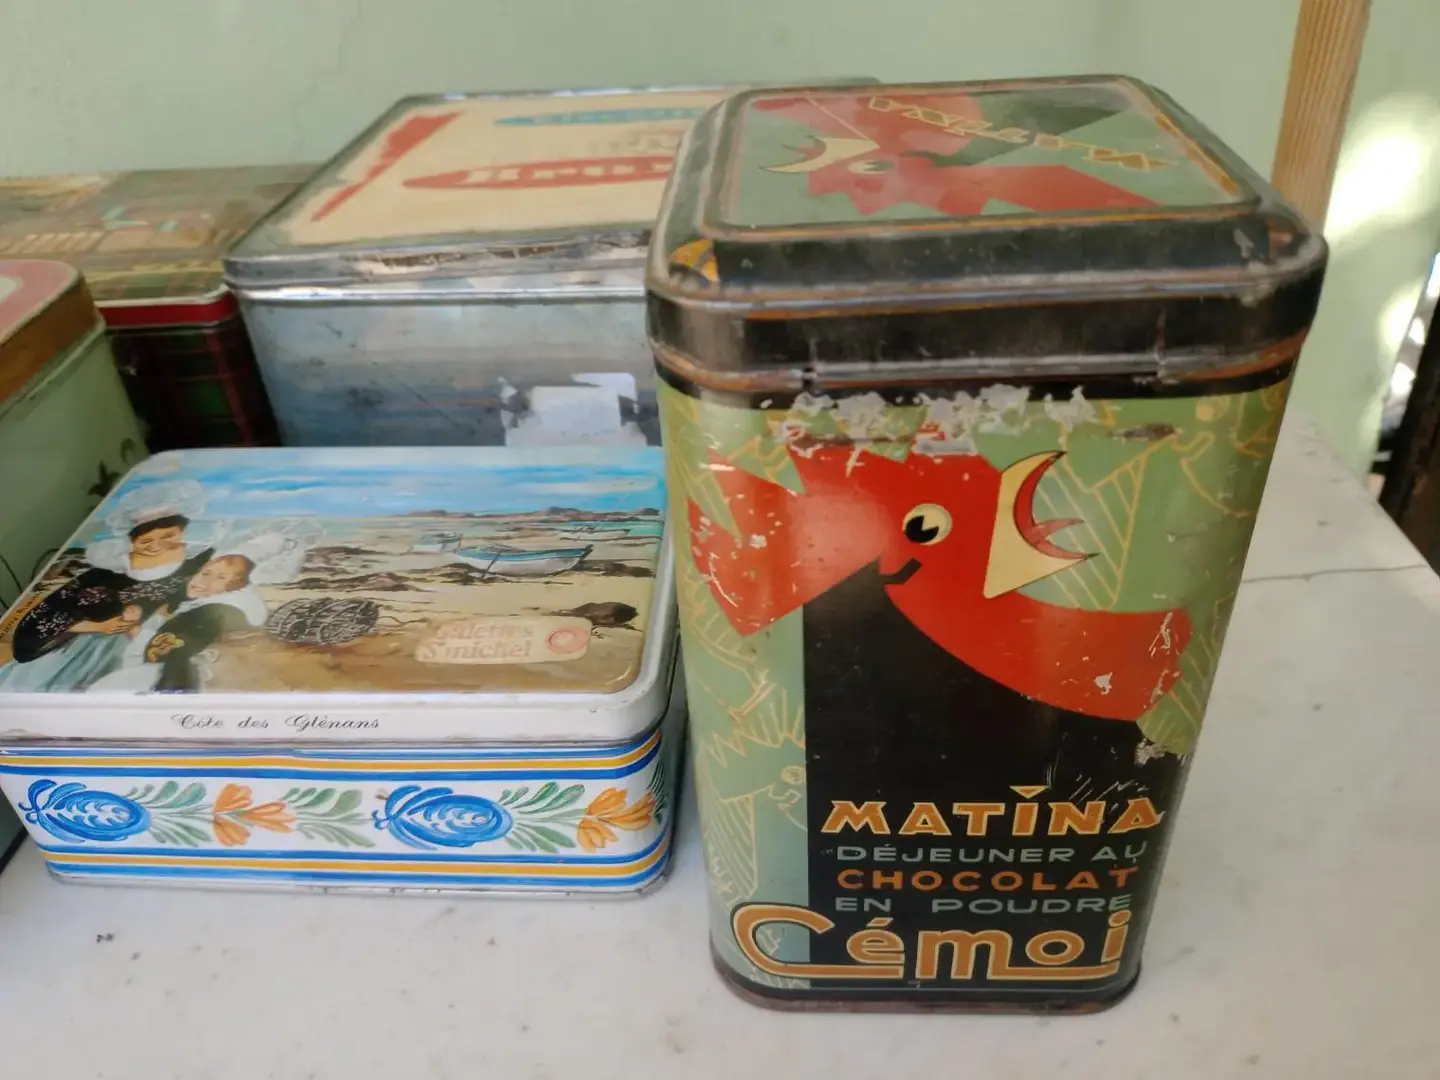 Galettes
St michel
Côte des Glénans
MATINA
DÉJEUNER AU
CHOCOLAT
EN POUDRE
Cémoi